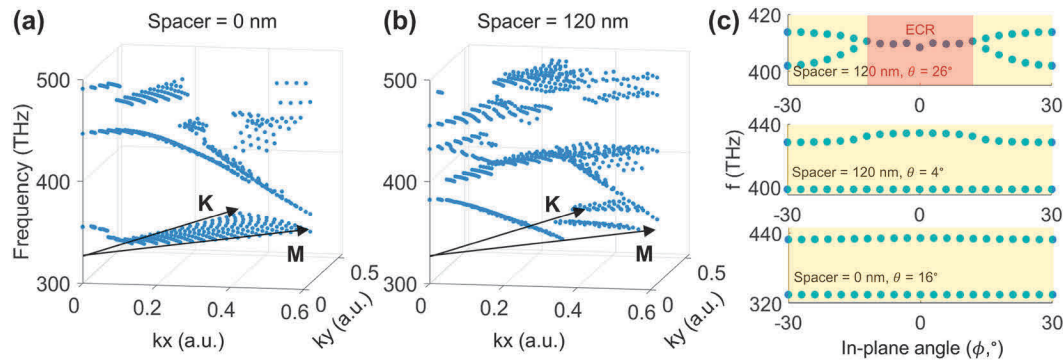 (a)
Spacer = 0 nm
Frequency (THz)
500
400
300
0
0.2
0.4
0.6
kx (a.u.)
0
0.5
ky (a.u.)
K
M
(b)
Spacer = 120 nm
500
400
300
0
0.2
0.4
0.6
kx (a.u.)
0
0.5
ky (a.u.)
K
M
(c)
420
400
ECR
Spacer = 120 nm, θ = 26°
-30
0
30
f (THz)
440
400
Spacer = 120 nm, θ = 4°
-30
0
30
440
320
Spacer = 0 nm, θ = 16°
-30
0
30
In-plane angle (ϕ,°)